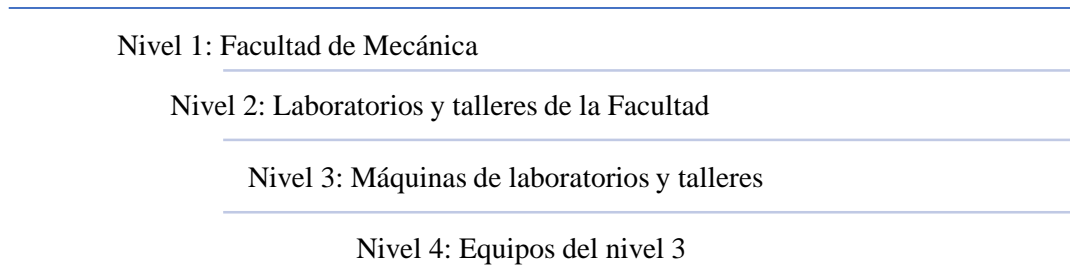 Nivel 1: Facultad de Mecánica
Nivel 2: Laboratorios y talleres de la Facultad
Nivel 3: Máquinas de laboratorios y talleres
Nivel 4: Equipos del nivel 3